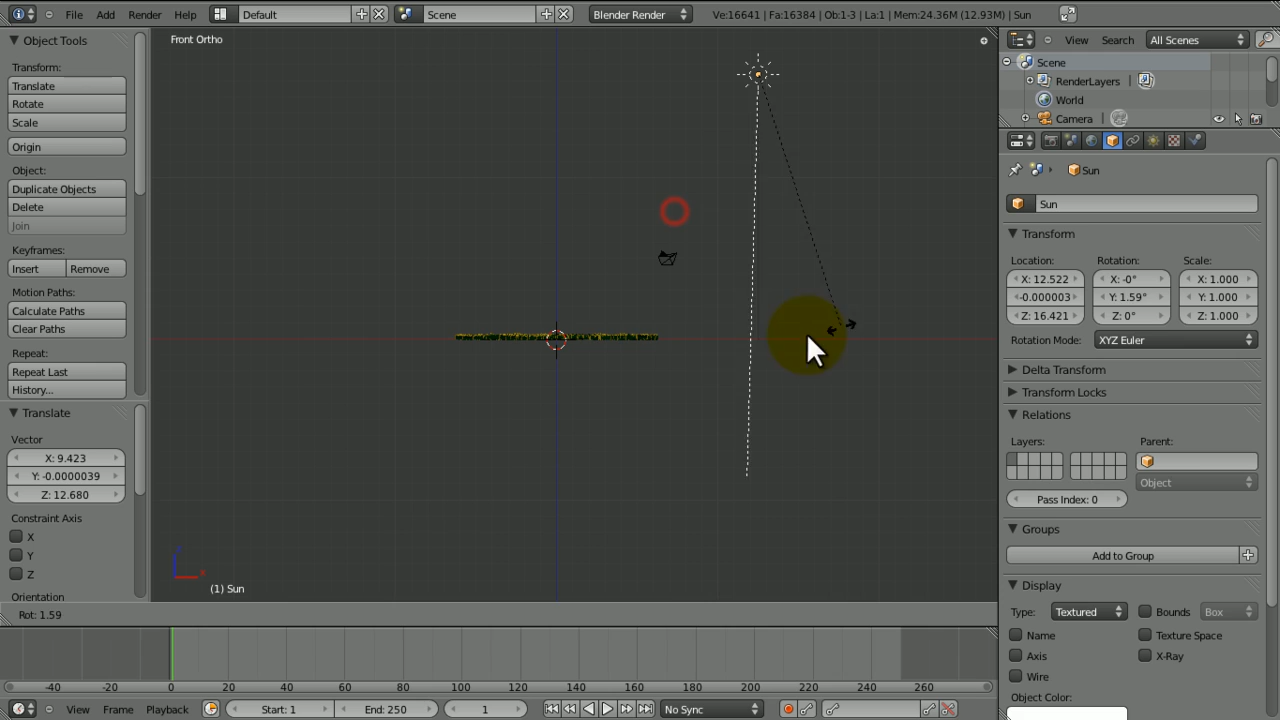 File Add Render Help Default Scene Blender Render Ve:16641 | Fa:16384 | Ob:1-3 | La:1 | Mem:24.36M (12.93M) | Sun
Object Tools
Transform:
Translate
Rotate
Scale
Origin
Object:
Duplicate Objects
Delete
Join
Keyframes:
Insert Remove
Motion Paths:
Calculate Paths
Clear Paths
Repeat:
Repeat Last
History...
Translate
Vector
X: 9.423
Y: -0.0000039
Z: 12.680
Constraint Axis
X
Y
Z
Orientation
Front Ortho
z
x
(1) Sun
Rot: 1.59
View Search All Scenes
Scene
RenderLayers
World
Camera
Sun
Sun
Transform
Location: Rotation: Scale:
X: 12.522 X: -0° X: 1.000
-0.000003 Y: 1.59° Y: 1.000
Z: 16.421 Z: 0° Z: 1.000
Rotation Mode: XYZ Euler
Delta Transform
Transform Locks
Relations
Layers: Parent:
Object
Pass Index: 0
Groups
Add to Group
Display
Type: Textured Bounds Box
Name Texture Space
Axis X-Ray
Wire
Object Color:
-40 -20 0 20 40 60 80 100 120 140 160 180 200 220 240 260
View Frame Playback Start: 1 End: 250 1 No Sync